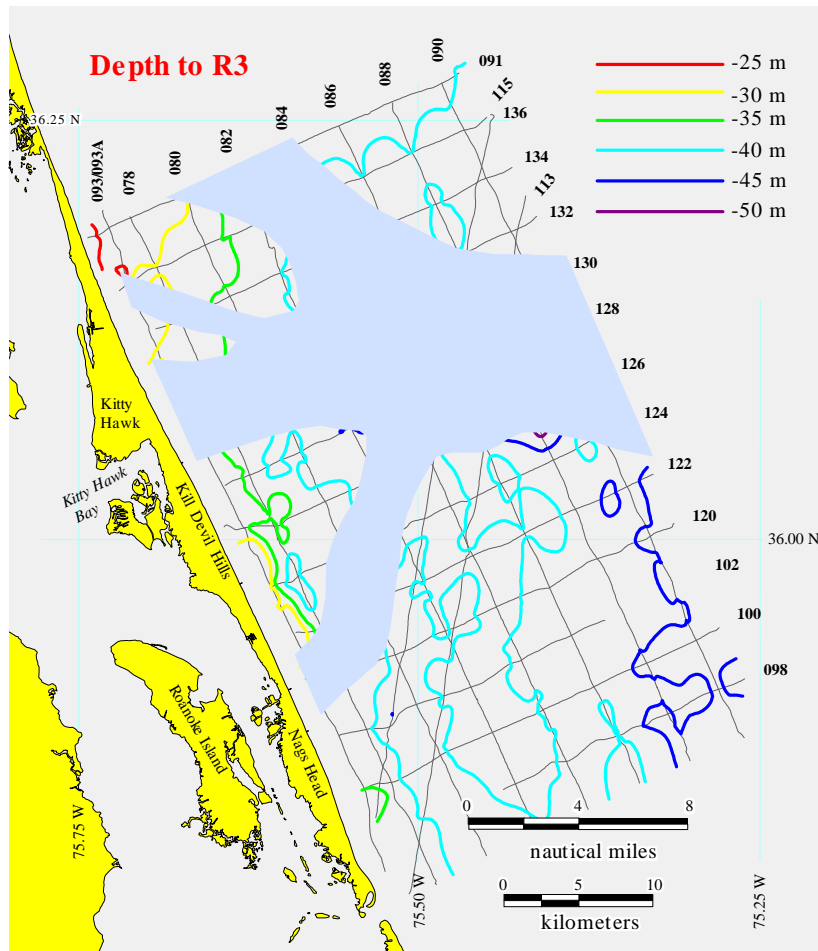 Depth to R3
-25 m
-30 m
-35 m
-40 m
-45 m
-50 m
090
091
088
086
084
082
080
078
093/093A
115
136
134
113
132
130
128
126
124
122
120
102
100
098
36.25 N
36.00 N
Kitty
Hawk
Kitty Hawk
Bay
Kill Devil Hills
Roanoke Island
Nags Head
75.75 W
75.50 W
75.25 W
0 4 8
nautical miles
0 5 10
kilometers